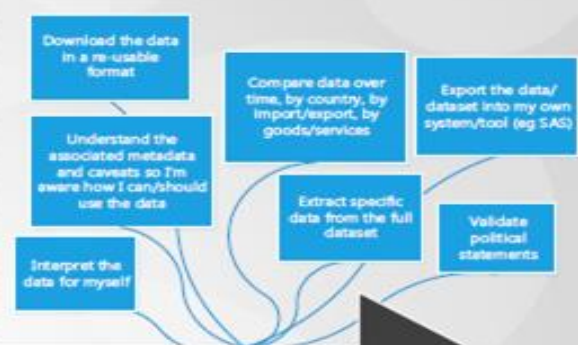 Download the data
in a re-usable
format
Compare data over
time, by country, by
import/export, by
goods/services
Export the data/
dataset into my own
system/tool (eg SAS)
Understand the
associated metadata
and caveats so I'm
aware how I can/should
use the data
Extract specific
data from the full
dataset
Validate
political
statements
Interpret the
data for myself